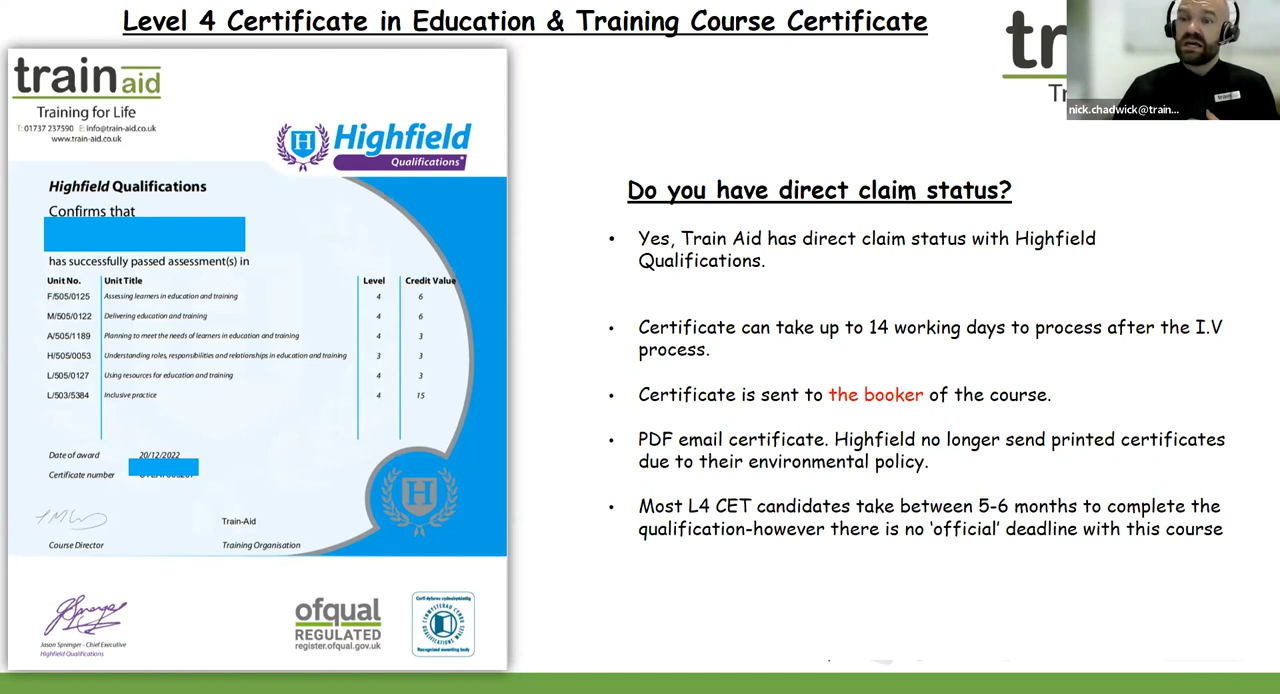 Level 4 Certificate in Education & Training Course Certificate
train aid
Training for Life
T: 01737 237590 E: info@train-aid.co.uk
www.train-aid.co.uk
Highfield
Qualifications
Highfield Qualifications
Confirms that
has successfully passed assessment(s) in
Unit No. Unit Title Level Credit Value
F/505/0125 Assessing learners in education and training 4 6
M/505/0122 Delivering education and training 4 6
A/505/1189 Planning to meet the needs of learners in education and training 4 3
H/505/0053 Understanding roles, responsibilities and relationships in education and training 3 3
L/505/0127 Using resources for education and training 4 3
L/503/5384 Inclusive practice 4 15
Date of award 20/12/2022
Certificate number
H
Train-Aid
Course Director Training Organisation
Jason Sprenger - Chief Executive
Highfield Qualifications
ofqual
REGULATED
register.ofqual.gov.uk
Recognised awarding body
tr
T
nick.chadwick@train...
Do you have direct claim status?
• Yes, Train Aid has direct claim status with Highfield
Qualifications.
• Certificate can take up to 14 working days to process after the I.V
process.
• Certificate is sent to the booker of the course.
• PDF email certificate. Highfield no longer send printed certificates
due to their environmental policy.
• Most L4 CET candidates take between 5-6 months to complete the
qualification-however there is no ‘official’ deadline with this course